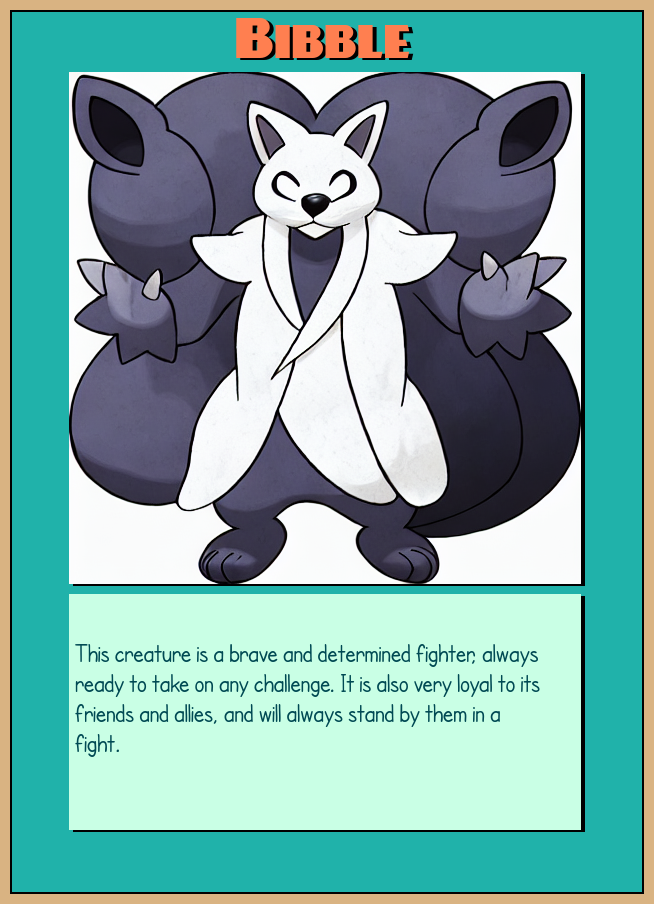 Bibble
This creature is a brave and determined fighter, always
ready to take on any challenge. It is also very loyal to its
friends and allies, and will always stand by them in a
fight.